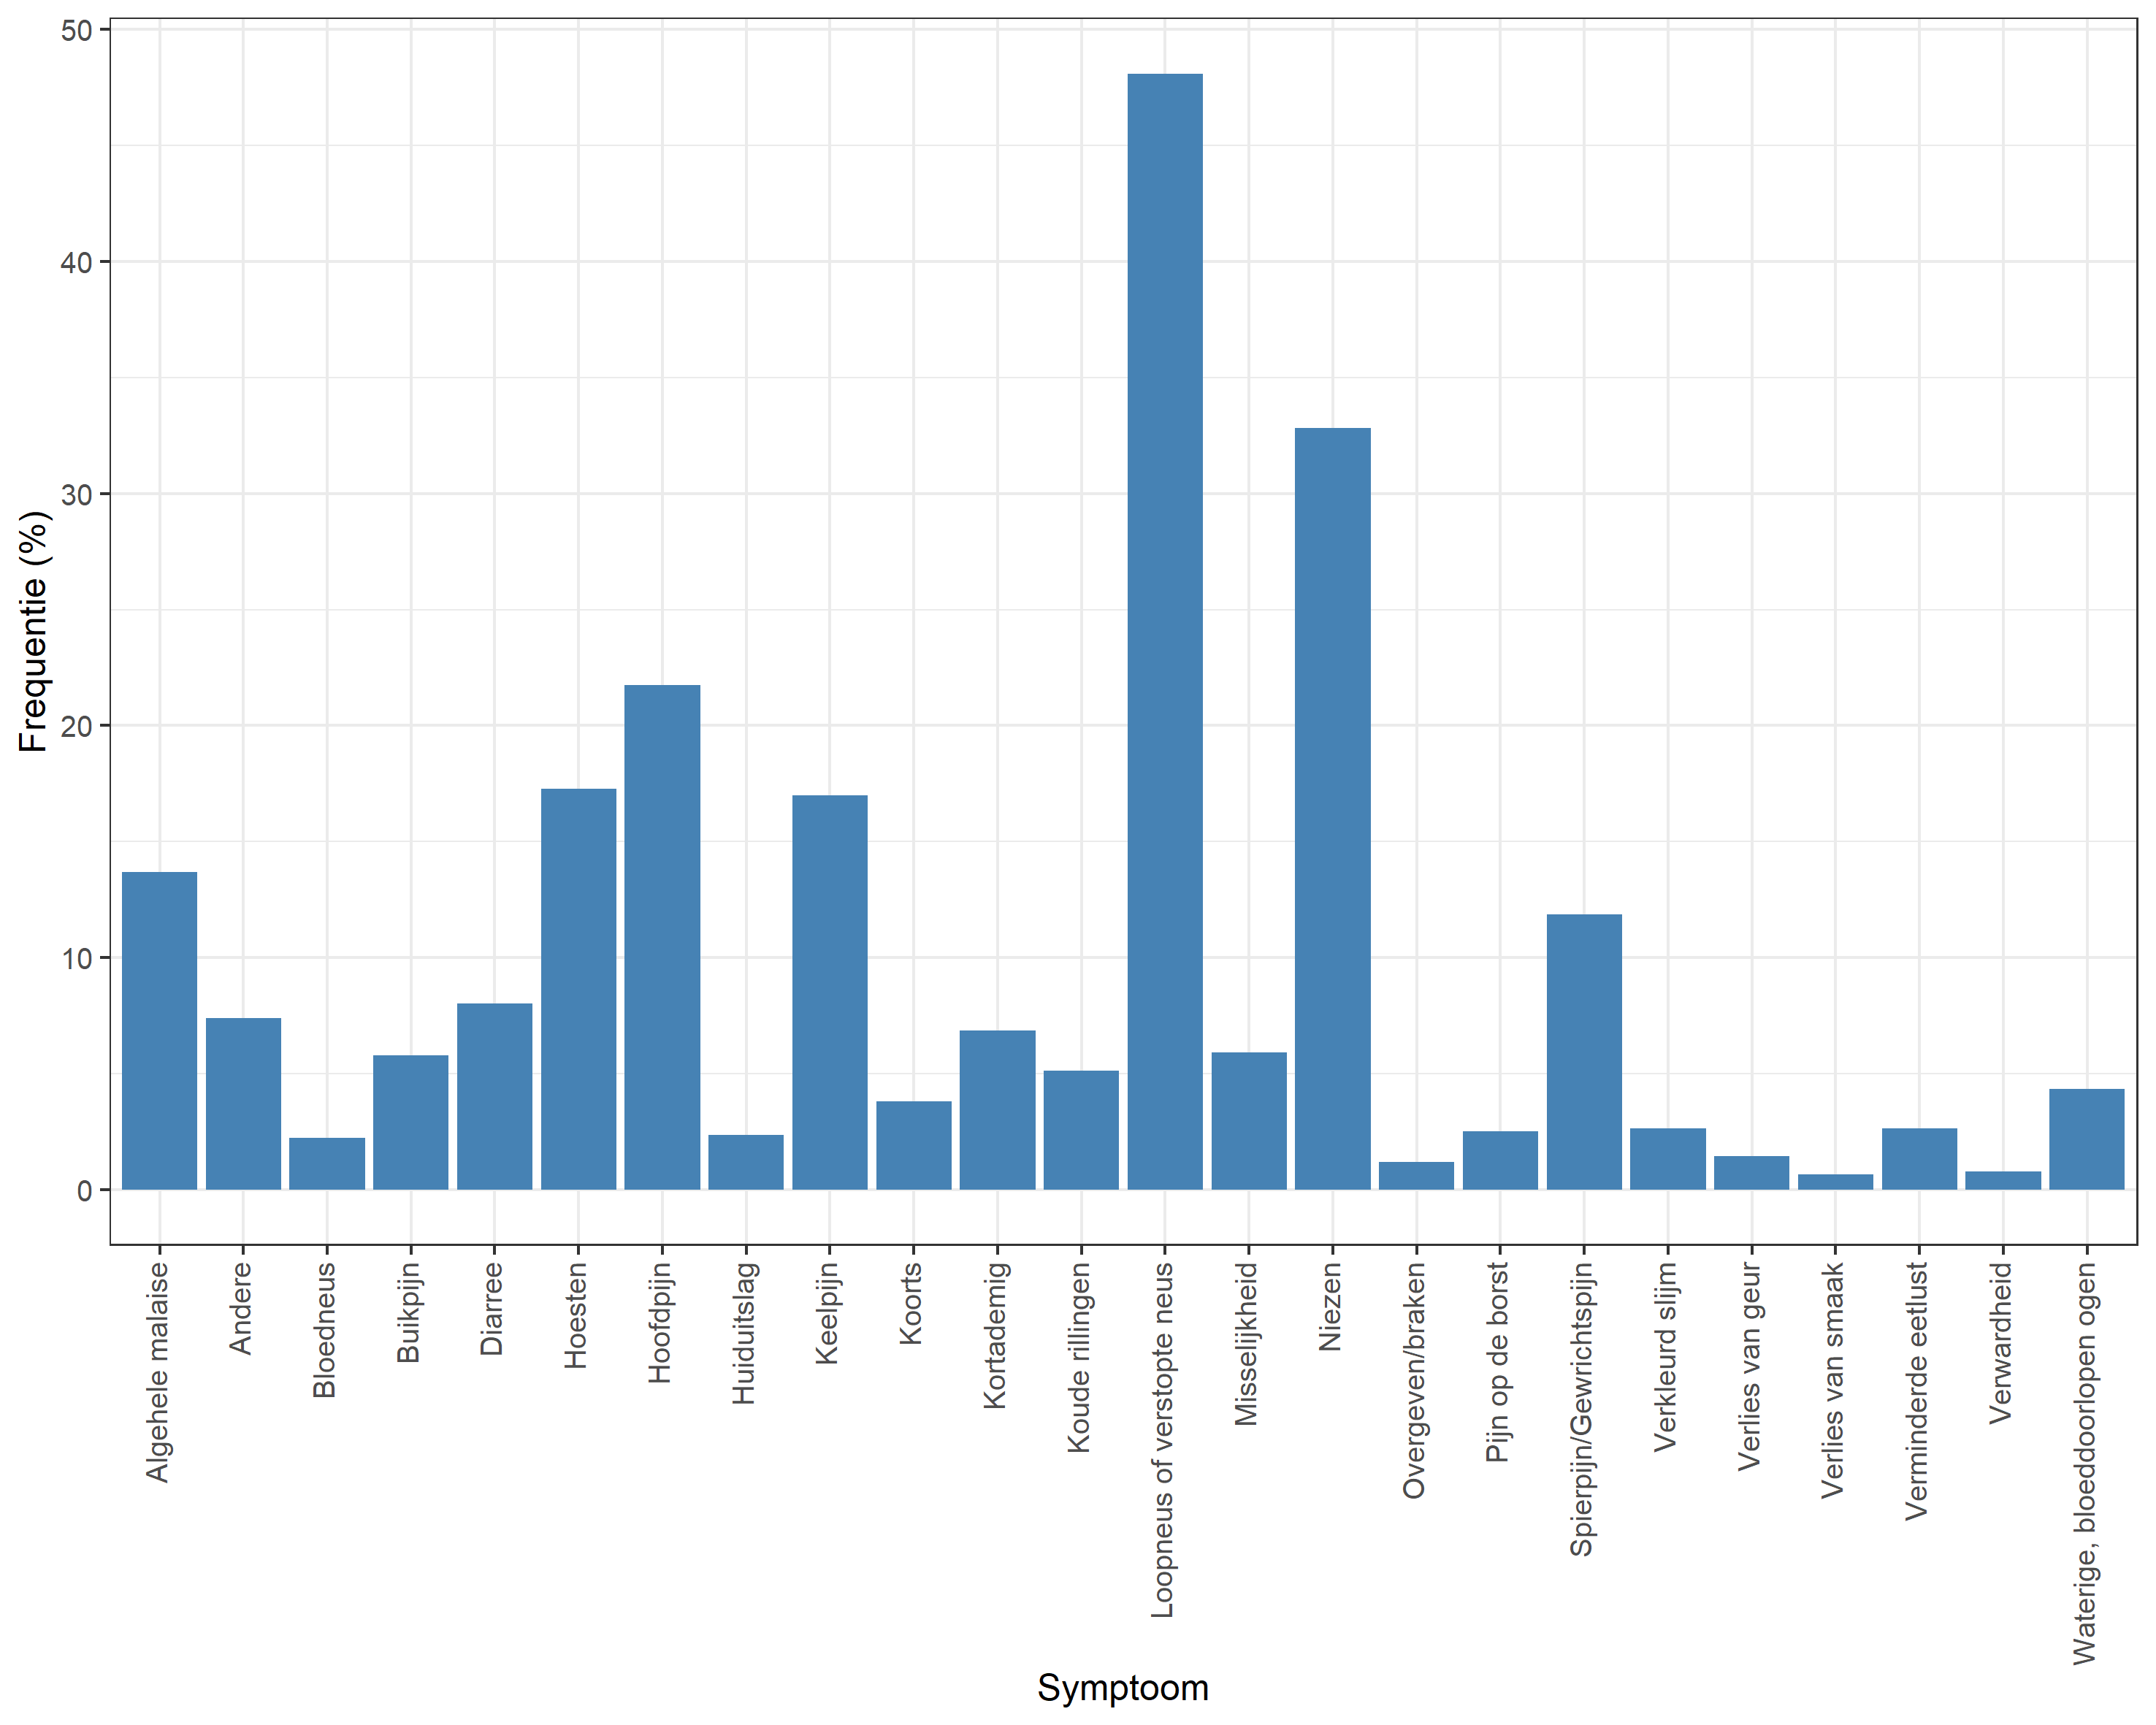 Frequentie (%)
50
40
30
20
10
0
Algehele malaise
Andere
Bloedneus
Buikpijn
Diarree
Hoesten
Hoofdpijn
Huiduitslag
Keelpijn
Koorts
Kortademig
Koude rillingen
Loopneus of verstopte neus
Misselijkheid
Niezen
Overgeven/braken
Pijn op de borst
Spierpijn/Gewrichtspijn
Verkleurd slijm
Verlies van geur
Verlies van smaak
Verminderde eetlust
Verwardheid
Waterige, bloeddoorlopen ogen
Symptoom